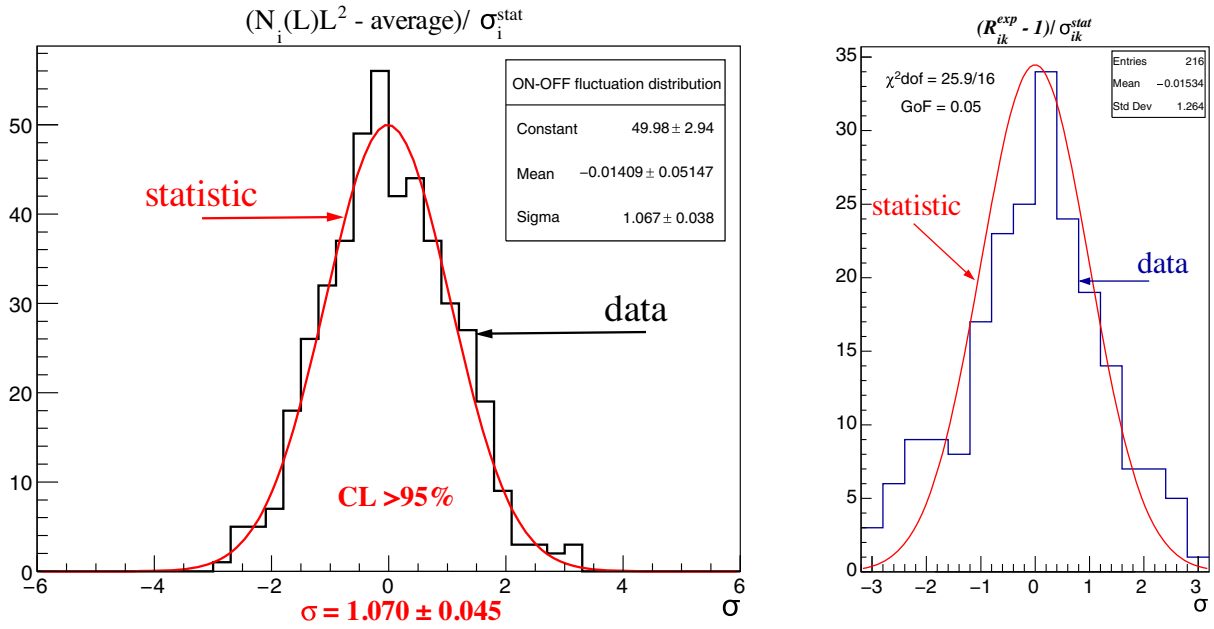 (N_i(L)L^2 - average)/ σ_i^stat
ON-OFF fluctuation distribution
Constant 49.98 ± 2.94
Mean −0.01409 ± 0.05147
Sigma 1.067 ± 0.038
statistic
data
CL >95%
50
40
30
20
10
0
−6 −4 −2 0 2 4 6
σ
σ = 1.070 ± 0.045
(R_ik^exp - 1)/ σ_ik^stat
Entries 216
Mean −0.01534
Std Dev 1.264
χ²dof = 25.9/16
GoF = 0.05
statistic
data
35
30
25
20
15
10
5
0
−3 −2 −1 0 1 2 3
σ